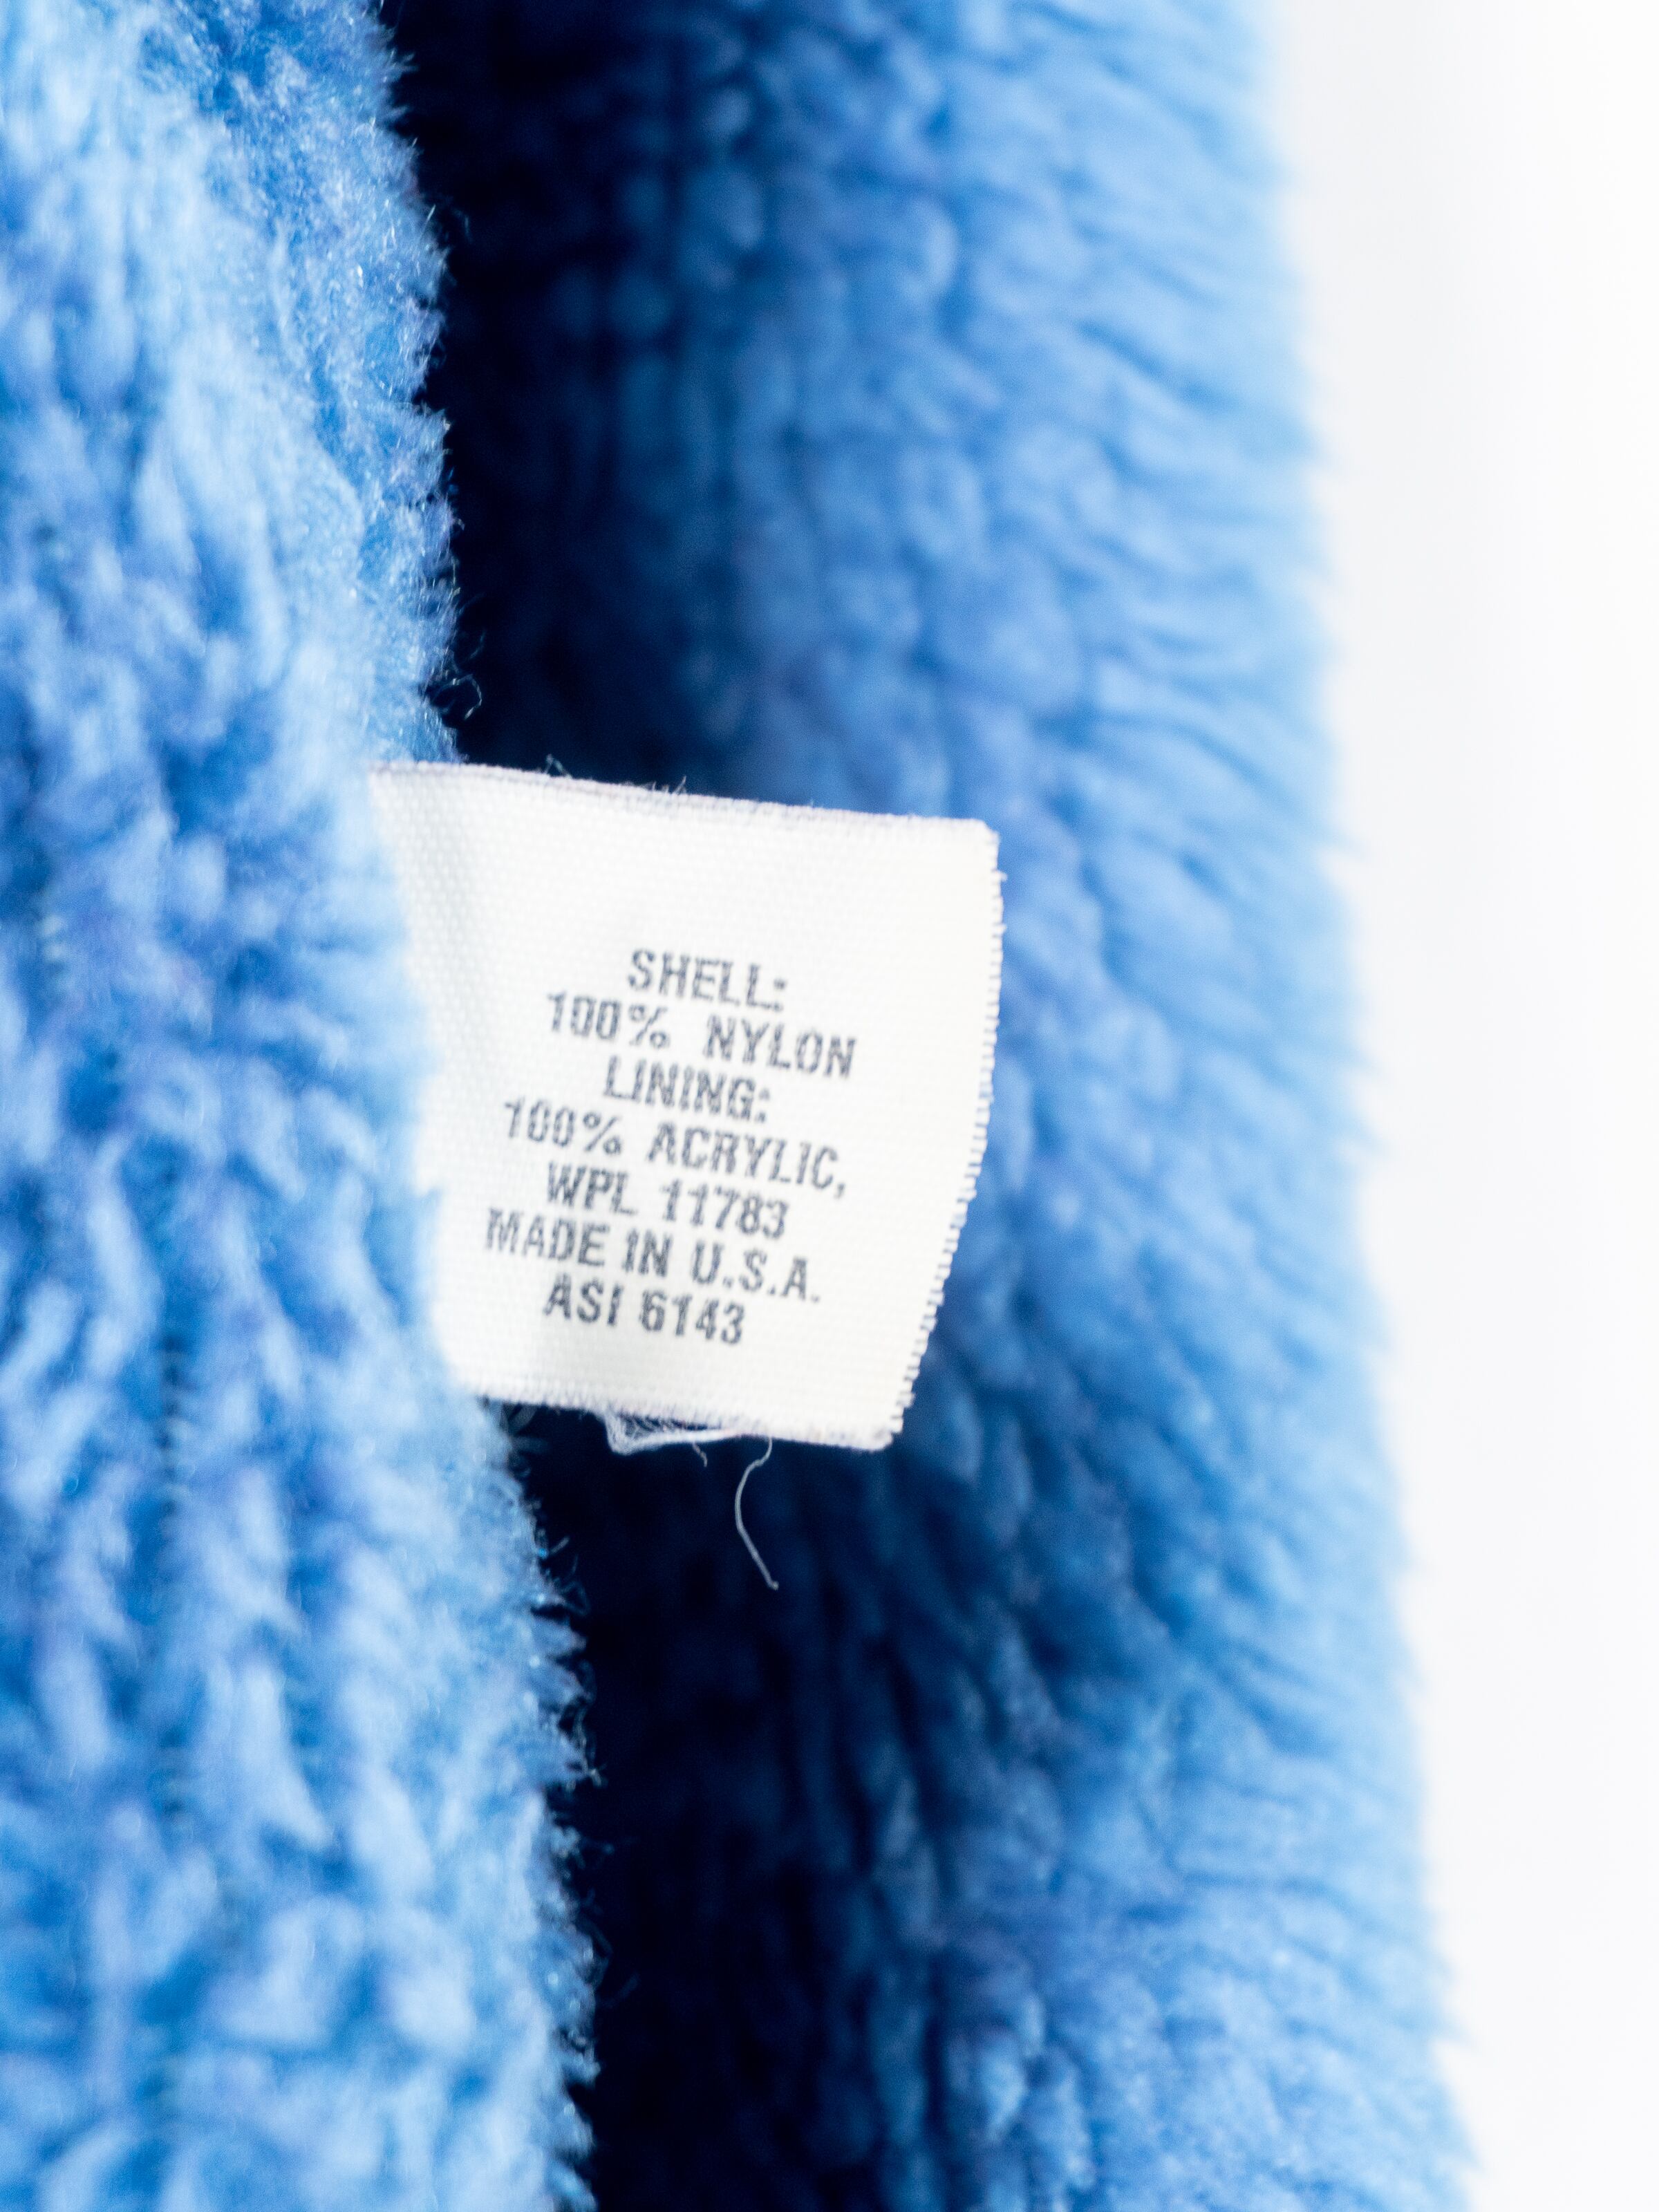 SHELL:
100% NYLON
LINING:
100% ACRYLIC,
WPL 11783
MADE IN U.S.A.
ASI 6143